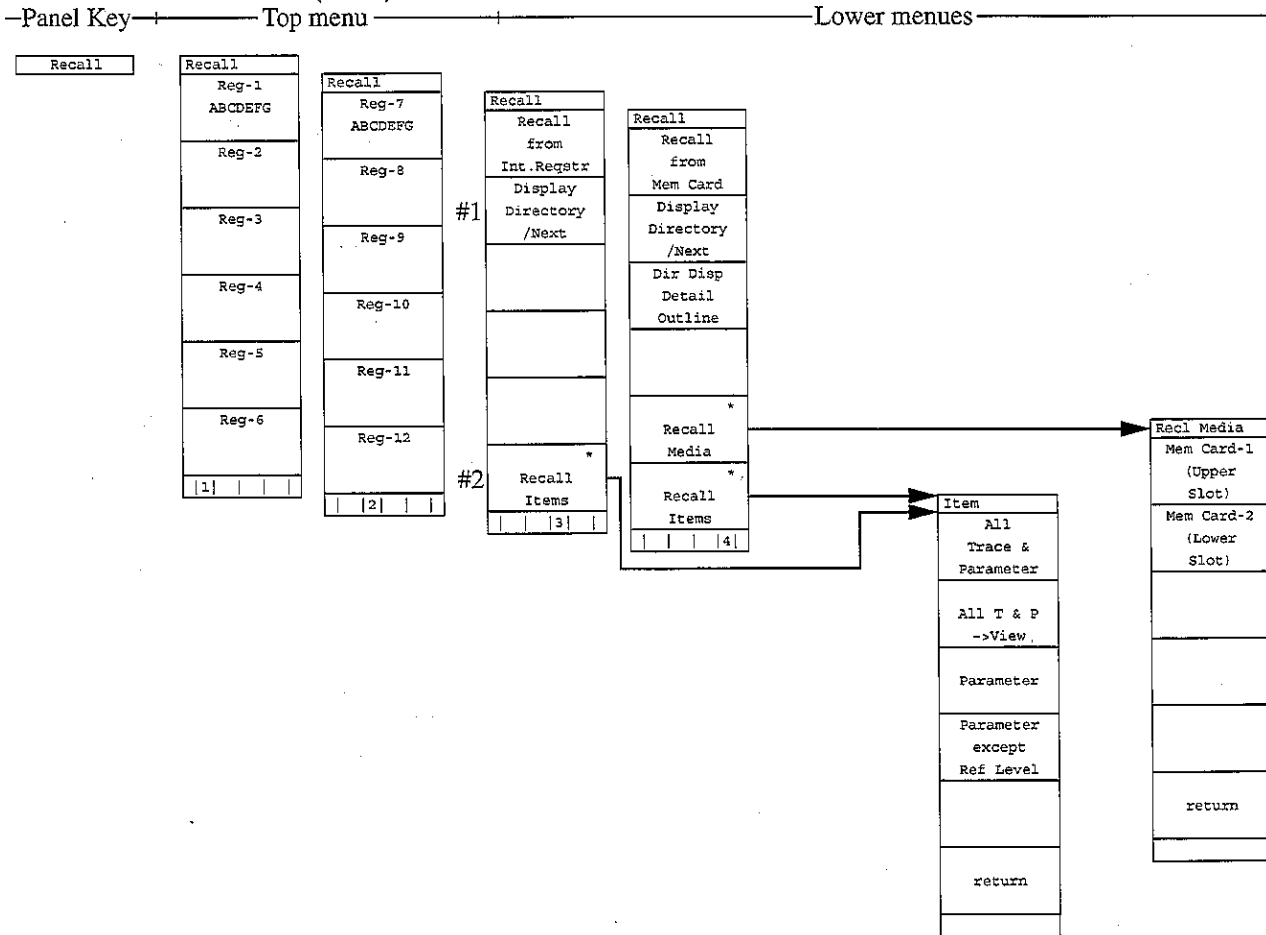 Panel Key
Top menu
Lower menues
Recall
Recall
Reg-1
ABCDEFG
Reg-2
Reg-3
Reg-4
Reg-5
Reg-6
|1| | |
Recall
Reg-7
ABCDEFG
Reg-8
Reg-9
Reg-10
Reg-11
Reg-12
| |2| |
#1
#2
Recall
Recall
from
Int.Reqstr
Display
Directory
/Next
*
Recall
Items
| | |3| |
Recall
Recall
from
Mem Card
Display
Directory
/Next
Dir Disp
Detail
Outline
*
Recall
Media
*
Recall
Items
| | | |4|
Item
All
Trace &
Parameter
All T & P
->View
Parameter
Parameter
except
Ref Level
return
Recl Media
Mem Card-1
(Upper
Slot)
Mem Card-2
(Lower
Slot)
return